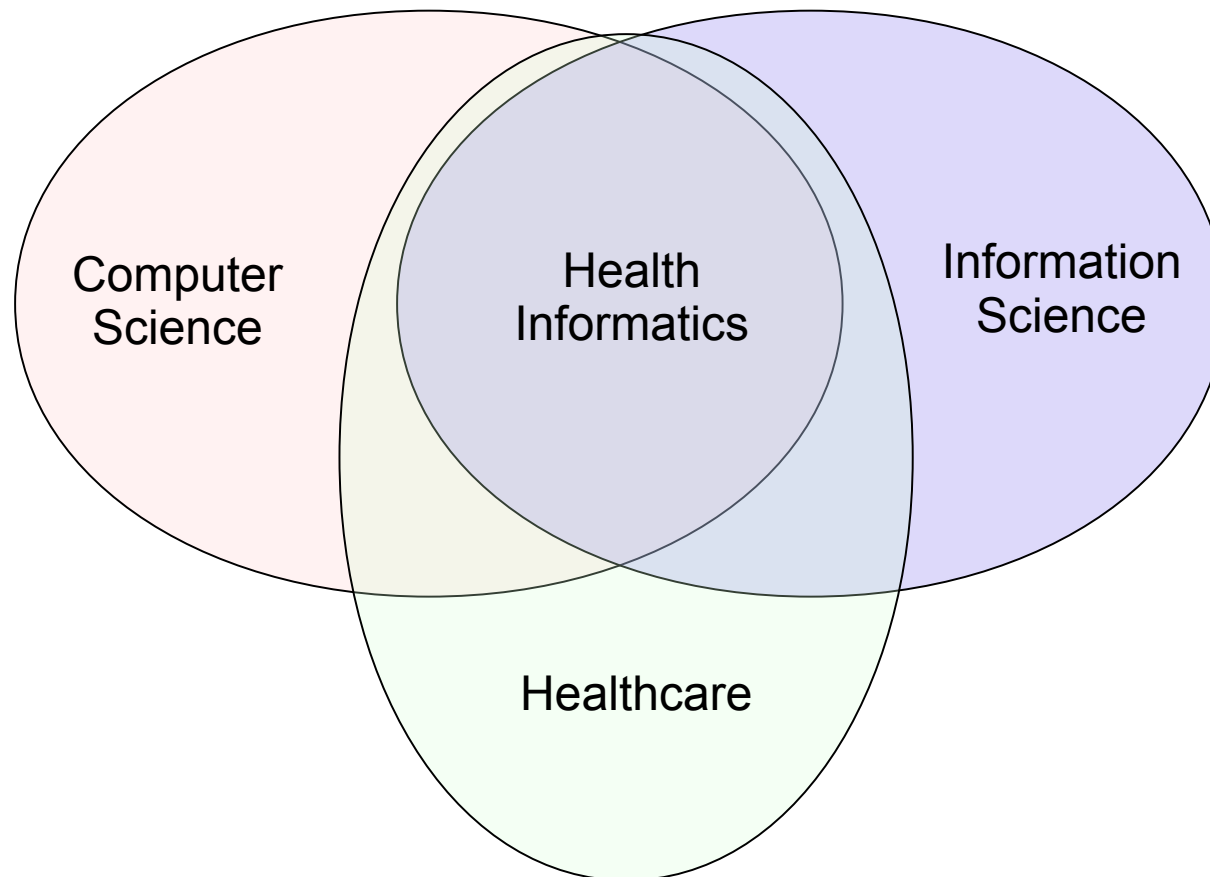 Computer
Science
Health
Informatics
Information
Science
Healthcare